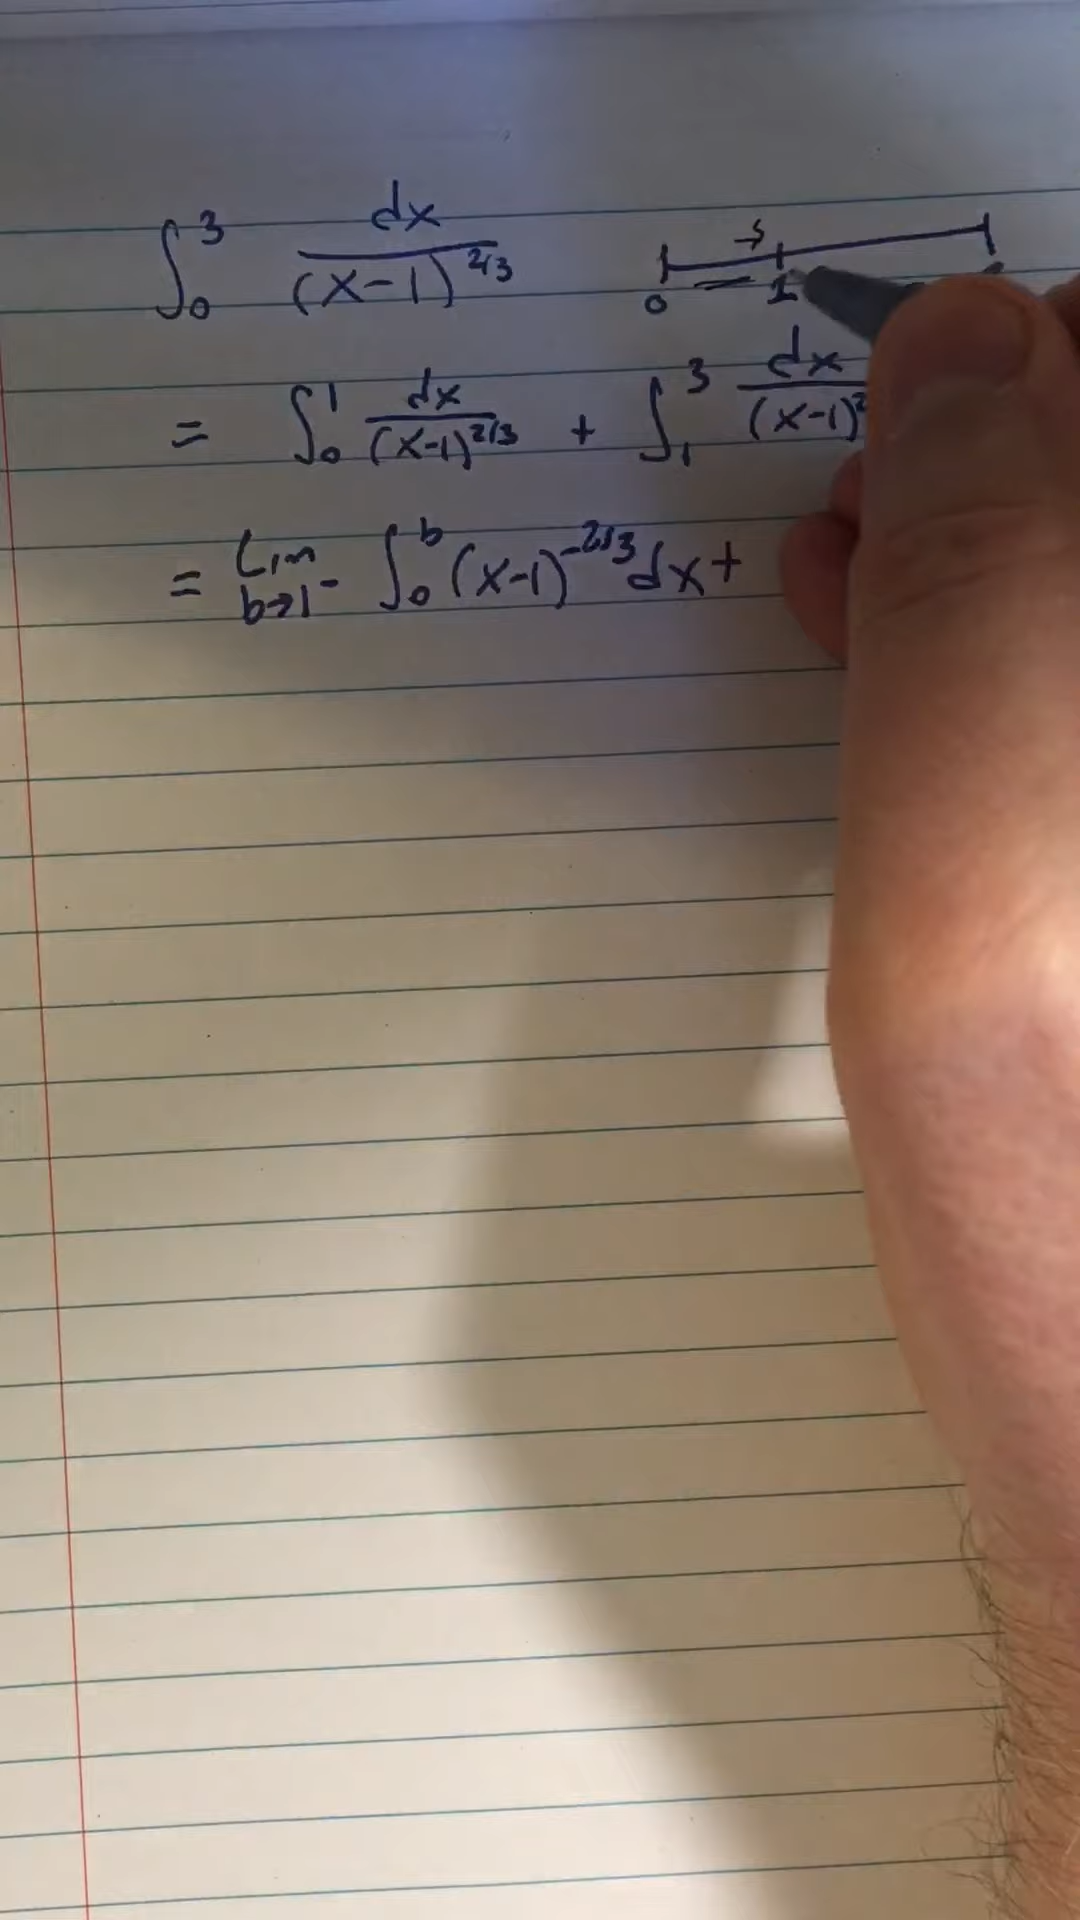 ∫₀³ dx/(x-1)^2/3
0 1
= ∫₀¹ dx/(x-1)^2/3 + ∫₁³ dx/(x-1)^2
= Lim b→1⁻ ∫₀ᵇ (x-1)^-2/3 dx +